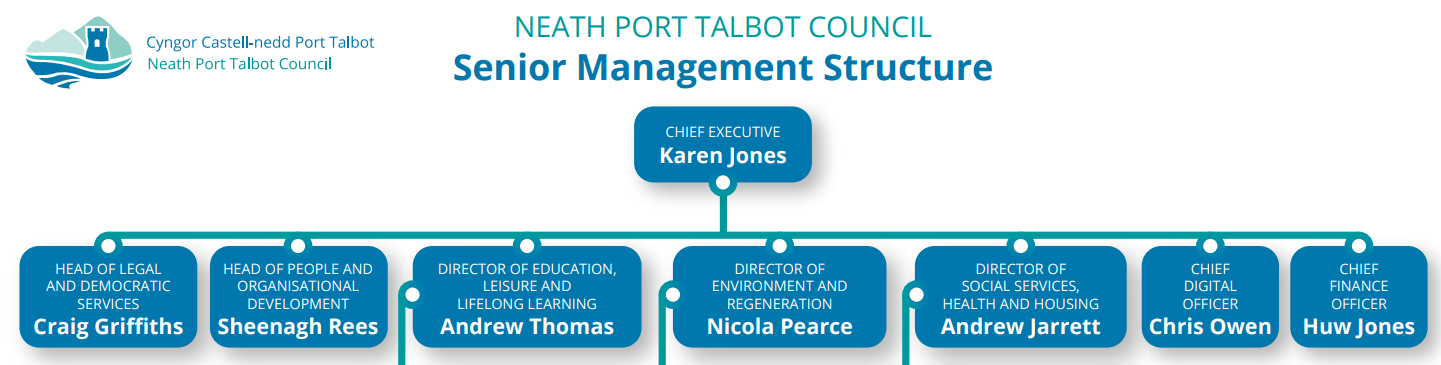 Cyngor Castell-nedd Port Talbot
Neath Port Talbot Council
NEATH PORT TALBOT COUNCIL
Senior Management Structure
CHIEF EXECUTIVE
Karen Jones
HEAD OF LEGAL
AND DEMOCRATIC
SERVICES
Craig Griffiths
HEAD OF PEOPLE AND
ORGANISATIONAL
DEVELOPMENT
Sheenagh Rees
DIRECTOR OF EDUCATION,
LEISURE AND
LIFELONG LEARNING
Andrew Thomas
DIRECTOR OF
ENVIRONMENT AND
REGENERATION
Nicola Pearce
DIRECTOR OF
SOCIAL SERVICES,
HEALTH AND HOUSING
Andrew Jarrett
CHIEF
DIGITAL
OFFICER
Chris Owen
CHIEF
FINANCE
OFFICER
Huw Jones